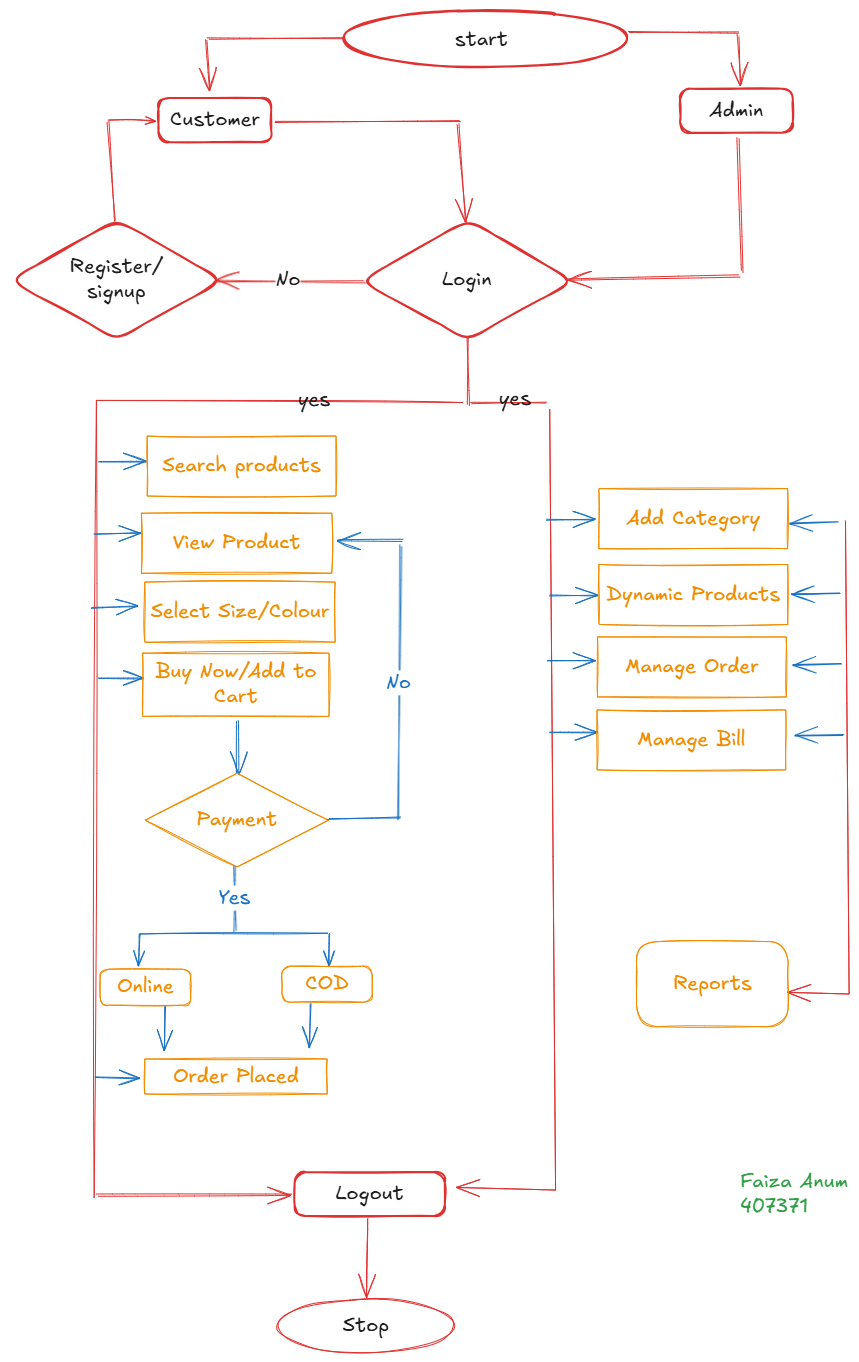 start
Customer
Admin
Register/
signup
No
Login
yes
yes
Search products
View Product
Select Size/Colour
Buy Now/Add to
Cart
No
Add Category
Dynamic Products
Manage Order
Manage Bill
Payment
Yes
Online
COD
Reports
Order Placed
Logout
Faiza Anum
407371
Stop